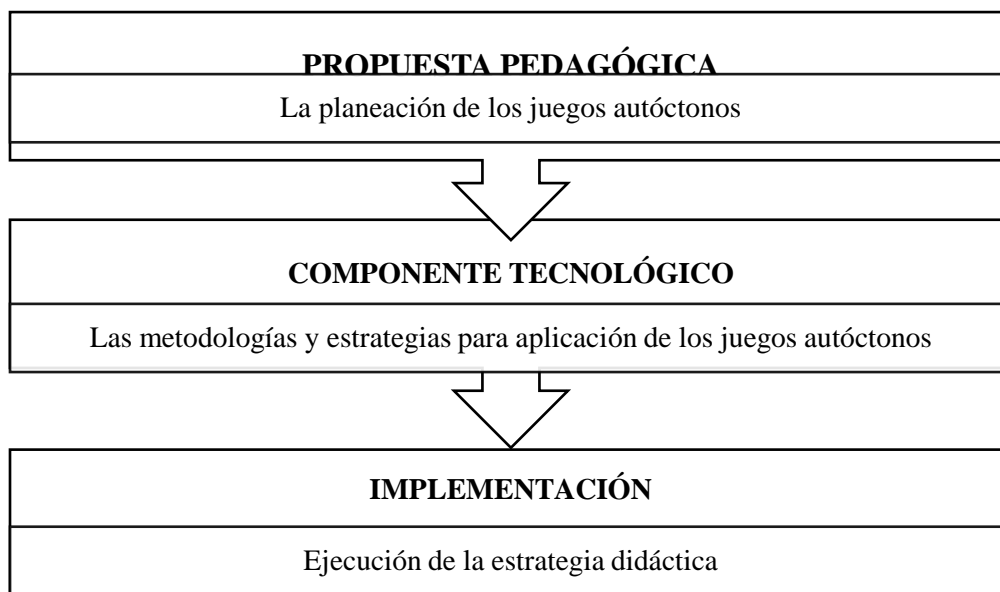 PROPUESTA PEDAGÓGICA
La planeación de los juegos autóctonos
COMPONENTE TECNOLÓGICO
Las metodologías y estrategias para aplicación de los juegos autóctonos
IMPLEMENTACIÓN
Ejecución de la estrategia didáctica